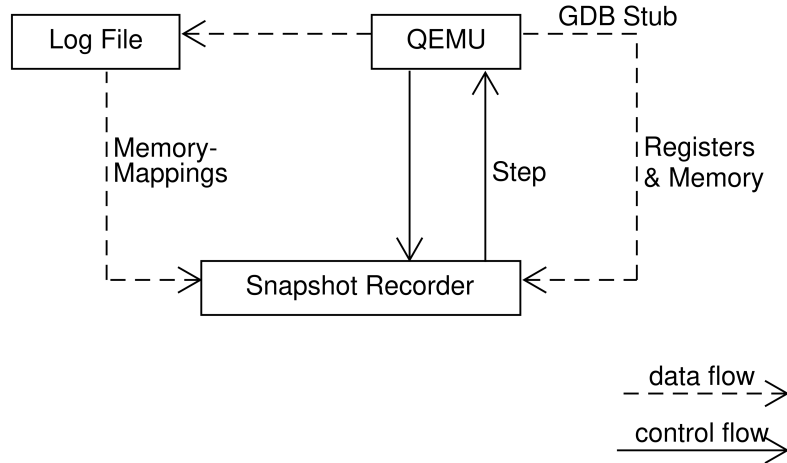 GDB Stub
Log File
QEMU
Memory-
Mappings
Step
Registers
& Memory
Snapshot Recorder
data flow
control flow